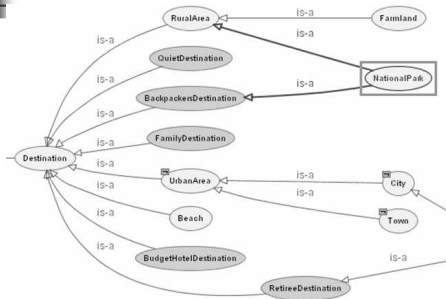 RuralArea
is-a
Farmland
is-a
is-a
QuietDestination
is-a
NationalPark
is-a
BackpackersDestination
is-a
FamilyDestination
is-a
Destination
is-a
UrbanArea
is-a
City
is-a
is-a
Beach
Town
is-a
is-a
BudgetHotelDestination
is-a
RetireeDestination